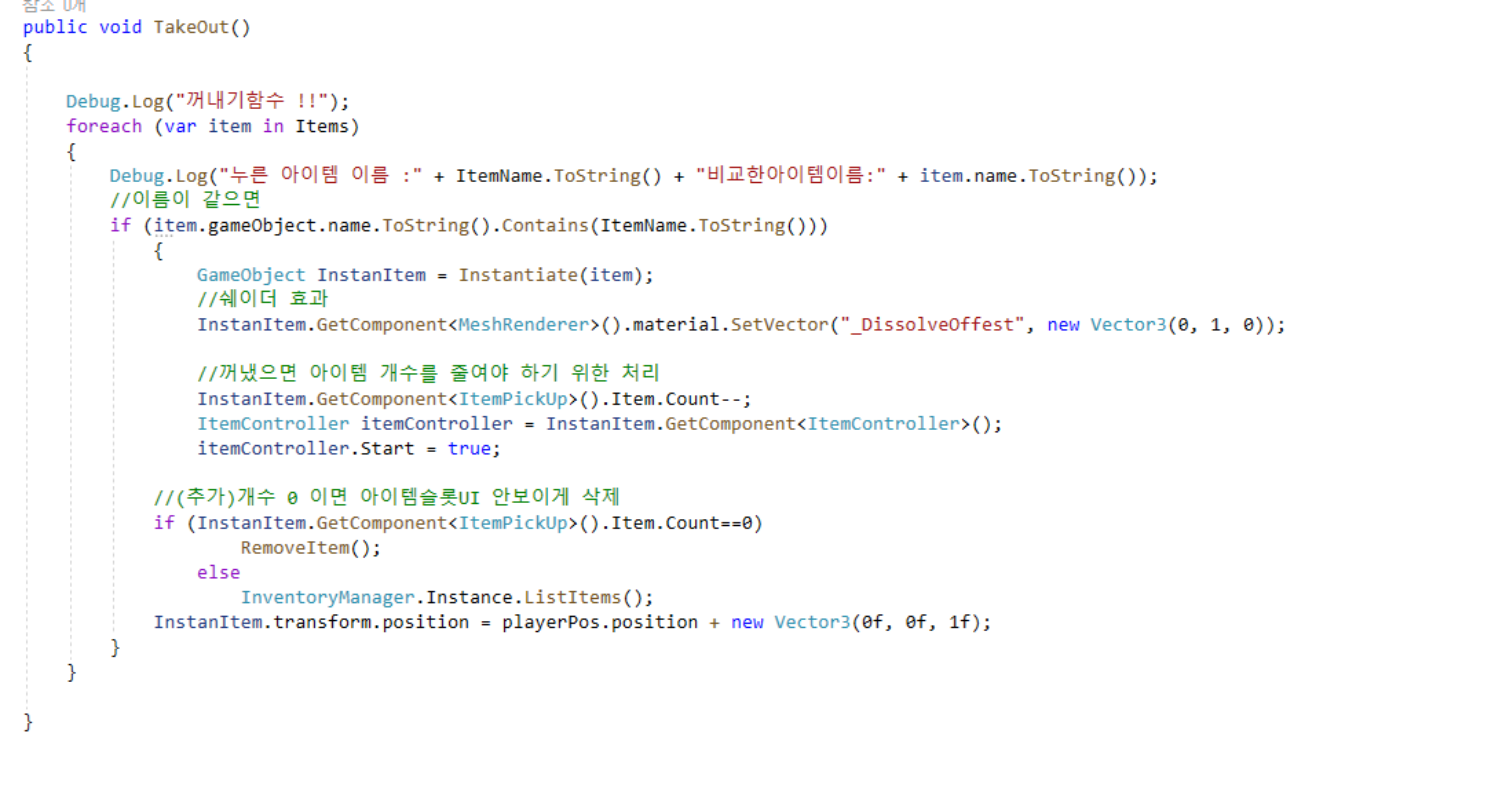 참조 0개
public void TakeOut()
{
Debug.Log("꺼내기함수 !!");
foreach (var item in Items)
{
Debug.Log("누른 아이템 이름 :" + ItemName.ToString() + "비교한아이템이름:" + item.name.ToString());
//이름이 같으면
if (item.gameObject.name.ToString().Contains(ItemName.ToString()))
{
GameObject InstanItem = Instantiate(item);
//쉐이더 효과
InstanItem.GetComponent<MeshRenderer>().material.SetVector("_DissolveOffest", new Vector3(0, 1, 0));
//꺼냈으면 아이템 개수를 줄여야 하기 위한 처리
InstanItem.GetComponent<ItemPickUp>().Item.Count--;
ItemController itemController = InstanItem.GetComponent<ItemController>();
itemController.Start = true;
//(추가)개수 0 이면 아이템슬롯UI 안보이게 삭제
if (InstanItem.GetComponent<ItemPickUp>().Item.Count==0)
RemoveItem();
else
InventoryManager.Instance.ListItems();
InstanItem.transform.position = playerPos.position + new Vector3(0f, 0f, 1f);
}
}
}